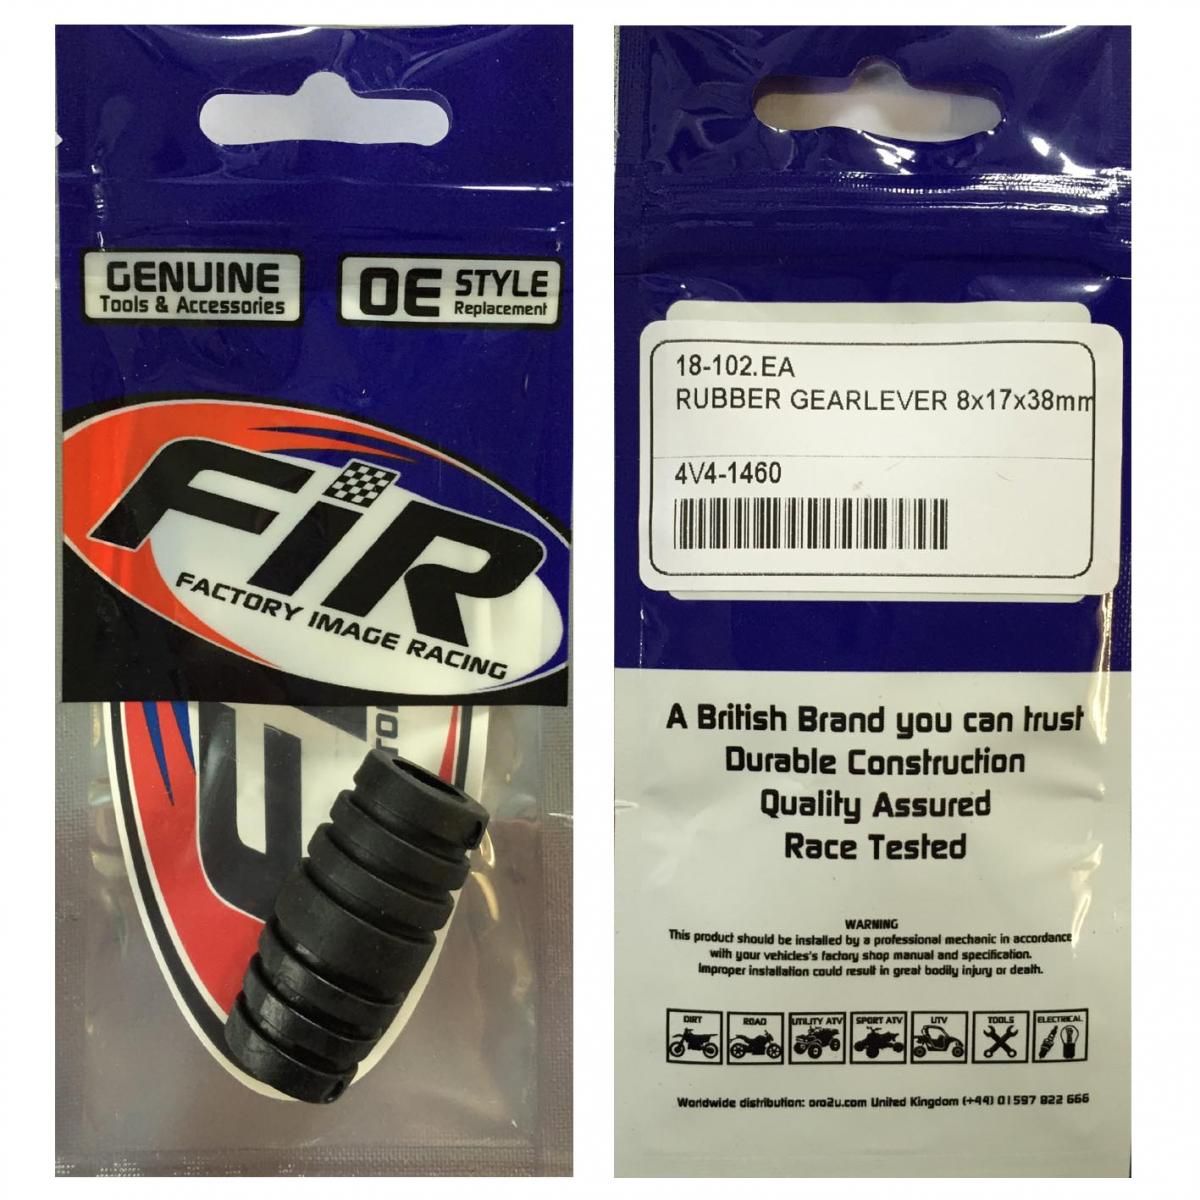 GENUINE
Tools & Accessories
OE STYLE
Replacement
FiR
FACTORY IMAGE RACING
18-102.EA
RUBBER GEARLEVER 8x17x38mm
4V4-1460
A British Brand you can trust
Durable Construction
Quality Assured
Race Tested
WARNING
This product should be installed by a professional mechanic in accordance
with your vehicles's factory shop manual and specification.
Improper installation could result in great bodily injury or death.
DIRT ROAD UTILITY ATV SPORT ATV UTV TOOLS ELECTRICAL
Worldwide distribution: oro2u.com United Kingdom (+44) 01597 822 666